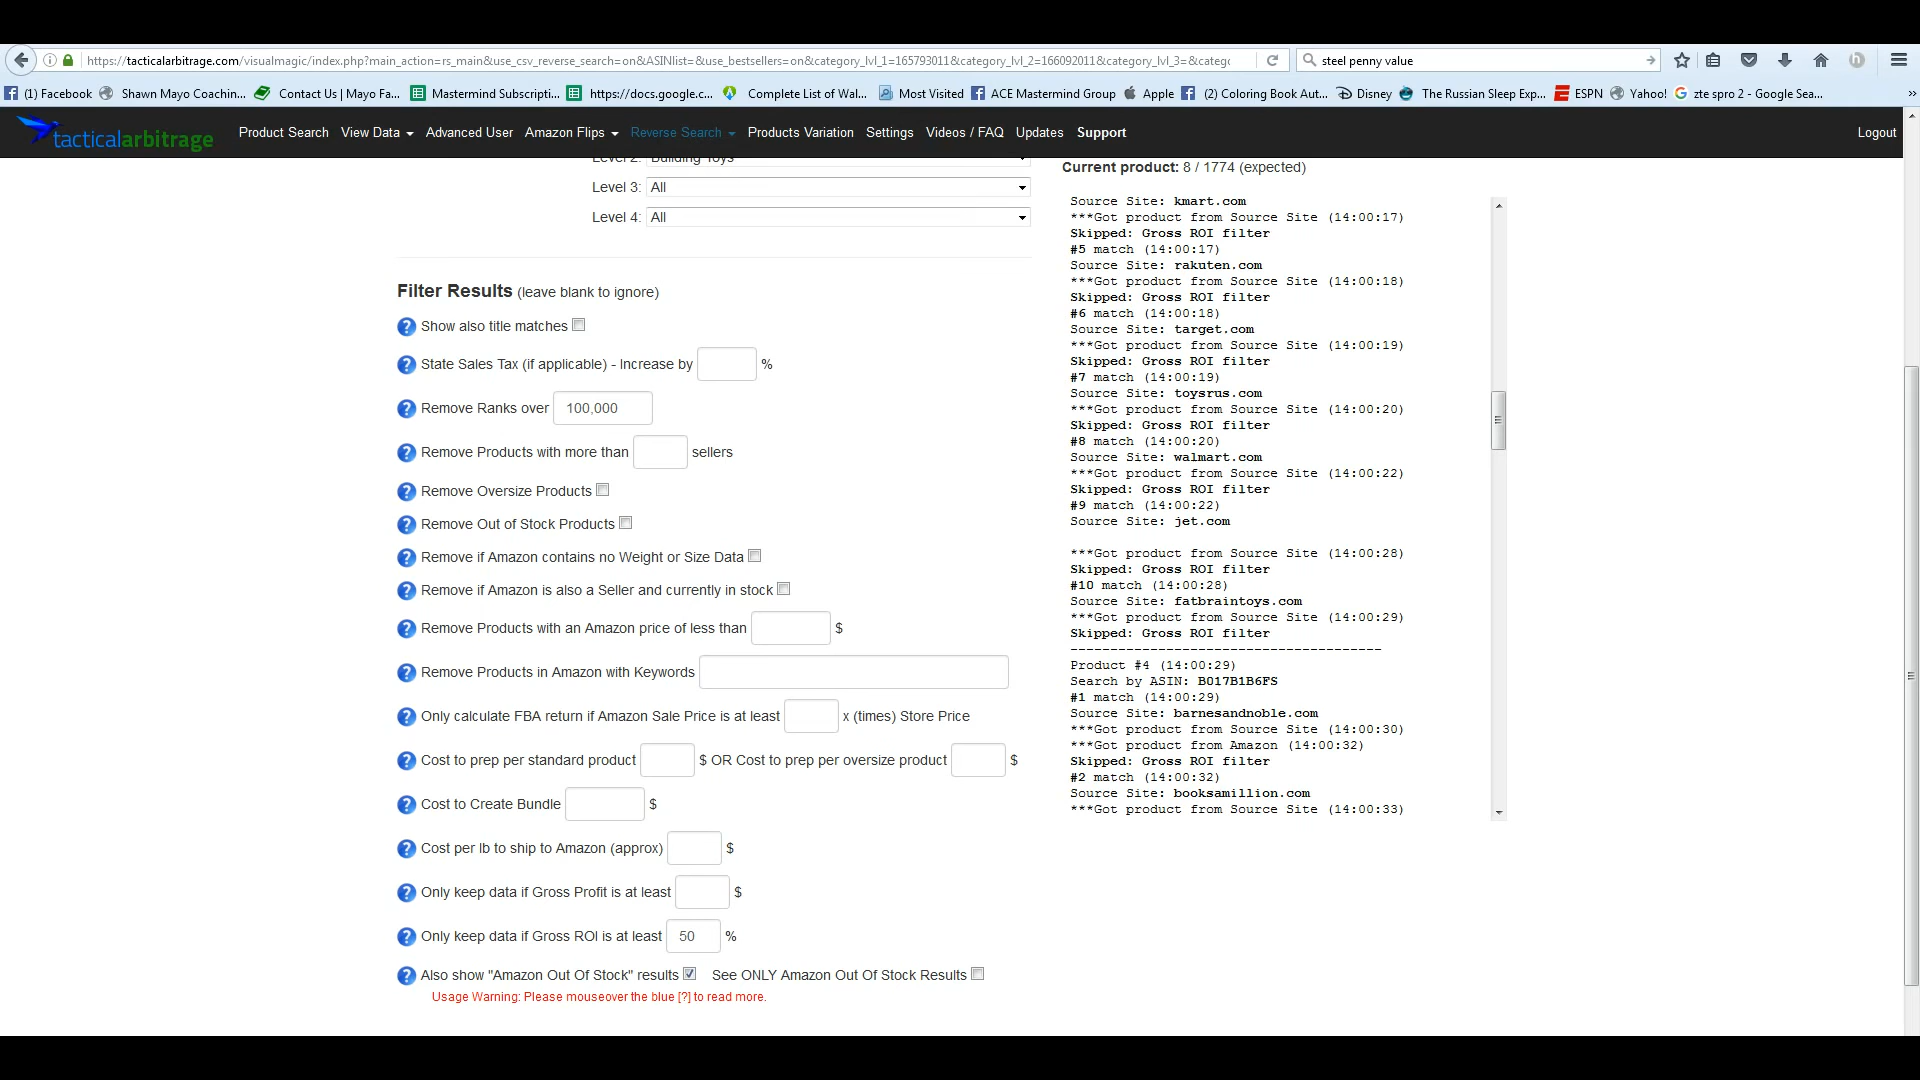 https://tacticalarbitrage.com/visualmagic/index.php?main_action=rs_main&use_csv_reverse_search=on&ASINlist=&use_bestsellers=on&category_lvl_1=165793011&category_lvl_2=166092011&category_lvl_3=&categc
steel penny value
(1) Facebook
Shawn Mayo Coachin...
Contact Us | Mayo Fa...
Mastermind Subscripti...
https://docs.google.c...
Complete List of Wal...
Most Visited
ACE Mastermind Group
Apple
(2) Coloring Book Aut...
Disney
The Russian Sleep Exp...
ESPN
Yahoo!
zte spro 2 - Google Sea...
tacticalarbitrage
Product Search
View Data
Advanced User
Amazon Flips
Reverse Search
Products Variation
Settings
Videos / FAQ
Updates
Support
Logout
Level 2: Building Toys
Level 3: All
Level 4: All
Filter Results (leave blank to ignore)
Show also title matches
State Sales Tax (if applicable) - Increase by %
Remove Ranks over 100,000
Remove Products with more than sellers
Remove Oversize Products
Remove Out of Stock Products
Remove if Amazon contains no Weight or Size Data
Remove if Amazon is also a Seller and currently in stock
Remove Products with an Amazon price of less than $
Remove Products in Amazon with Keywords
Only calculate FBA return if Amazon Sale Price is at least x (times) Store Price
Cost to prep per standard product $ OR Cost to prep per oversize product $
Cost to Create Bundle $
Cost per lb to ship to Amazon (approx) $
Only keep data if Gross Profit is at least $
Only keep data if Gross ROI is at least 50 %
Also show "Amazon Out Of Stock" results See ONLY Amazon Out Of Stock Results
Usage Warning: Please mouseover the blue [?] to read more.
Current product: 8 / 1774 (expected)
Source Site: kmart.com
***Got product from Source Site (14:00:17)
Skipped: Gross ROI filter
#5 match (14:00:17)
Source Site: rakuten.com
***Got product from Source Site (14:00:18)
Skipped: Gross ROI filter
#6 match (14:00:18)
Source Site: target.com
***Got product from Source Site (14:00:19)
Skipped: Gross ROI filter
#7 match (14:00:19)
Source Site: toysrus.com
***Got product from Source Site (14:00:20)
Skipped: Gross ROI filter
#8 match (14:00:20)
Source Site: walmart.com
***Got product from Source Site (14:00:22)
Skipped: Gross ROI filter
#9 match (14:00:22)
Source Site: jet.com
***Got product from Source Site (14:00:28)
Skipped: Gross ROI filter
#10 match (14:00:28)
Source Site: fatbraintoys.com
***Got product from Source Site (14:00:29)
Skipped: Gross ROI filter
---------------------------------------
Product #4 (14:00:29)
Search by ASIN: B017B1B6FS
#1 match (14:00:29)
Source Site: barnesandnoble.com
***Got product from Source Site (14:00:30)
***Got product from Amazon (14:00:32)
Skipped: Gross ROI filter
#2 match (14:00:32)
Source Site: booksamillion.com
***Got product from Source Site (14:00:33)